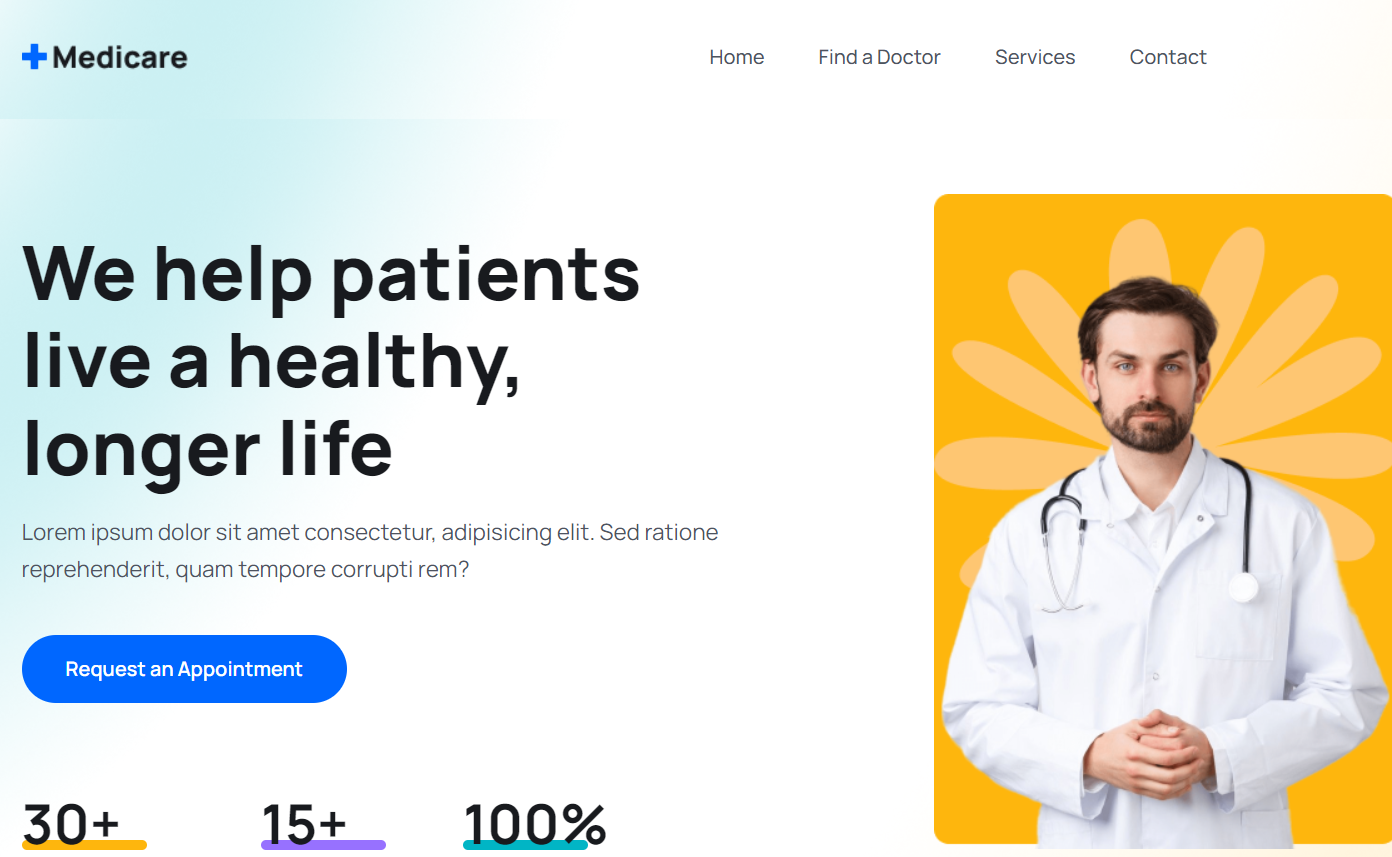 Medicare
Home Find a Doctor Services Contact
We help patients
live a healthy,
longer life
Lorem ipsum dolor sit amet consectetur, adipisicing elit. Sed ratione
reprehenderit, quam tempore corrupti rem?
Request an Appointment
30+ 15+ 100%